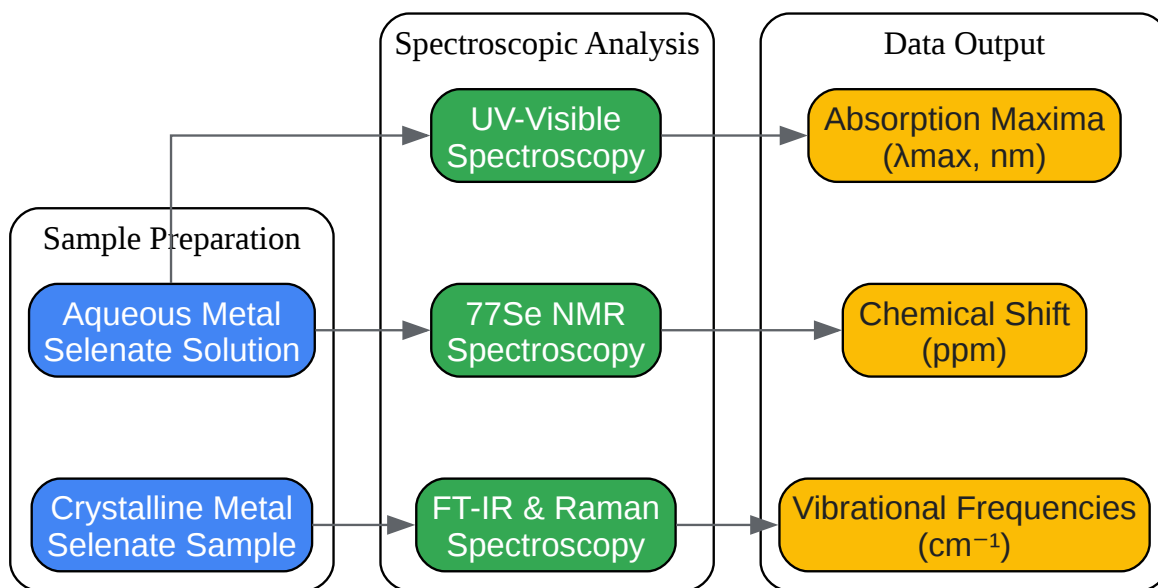 Sample Preparation
Aqueous Metal
Selenate Solution
Crystalline Metal
Selenate Sample
Spectroscopic Analysis
UV-Visible
Spectroscopy
77Se NMR
Spectroscopy
FT-IR & Raman
Spectroscopy
Data Output
Absorption Maxima
(λmax, nm)
Chemical Shift
(ppm)
Vibrational Frequencies
(cm⁻¹)